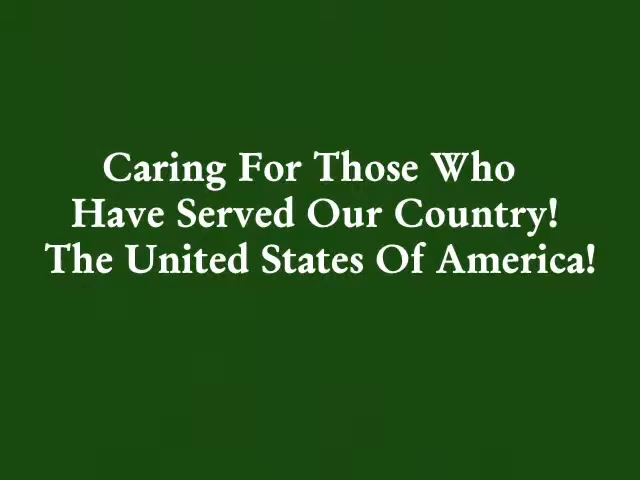 Caring For Those Who
Have Served Our Country!
The United States Of America!